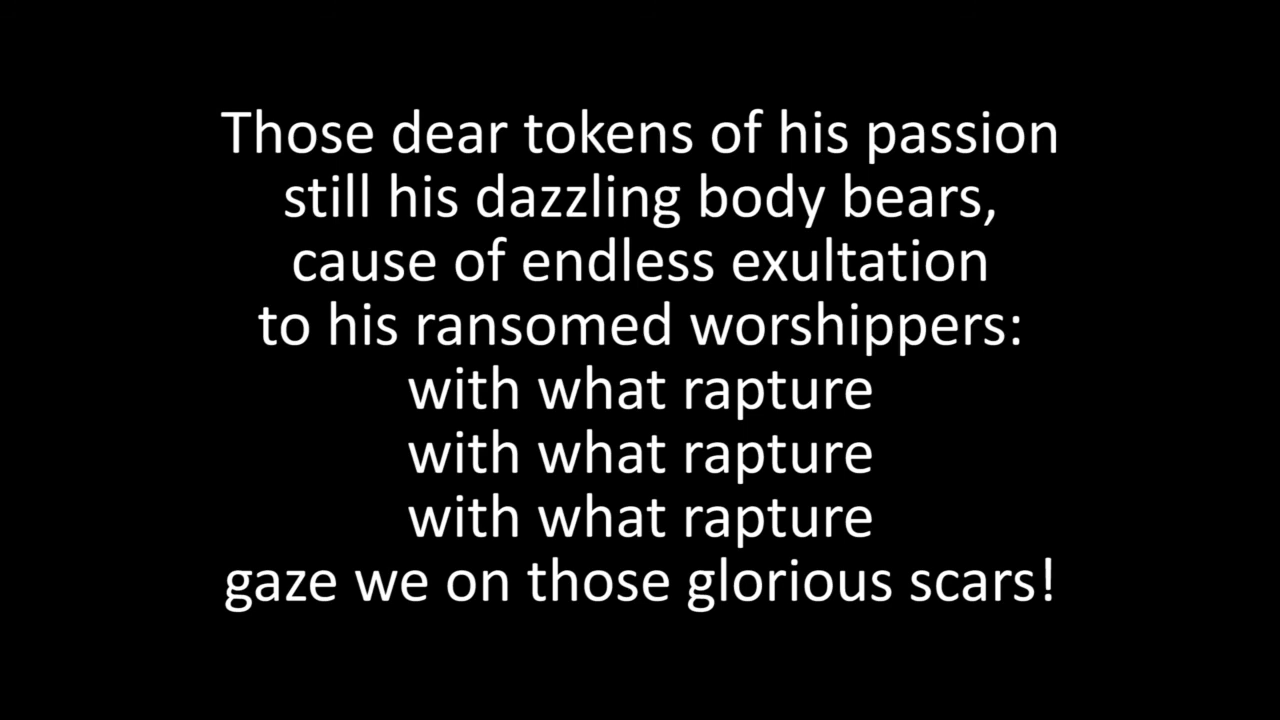 Those dear tokens of his passion
still his dazzling body bears,
cause of endless exultation
to his ransomed worshippers:
with what rapture
with what rapture
with what rapture
gaze we on those glorious scars!